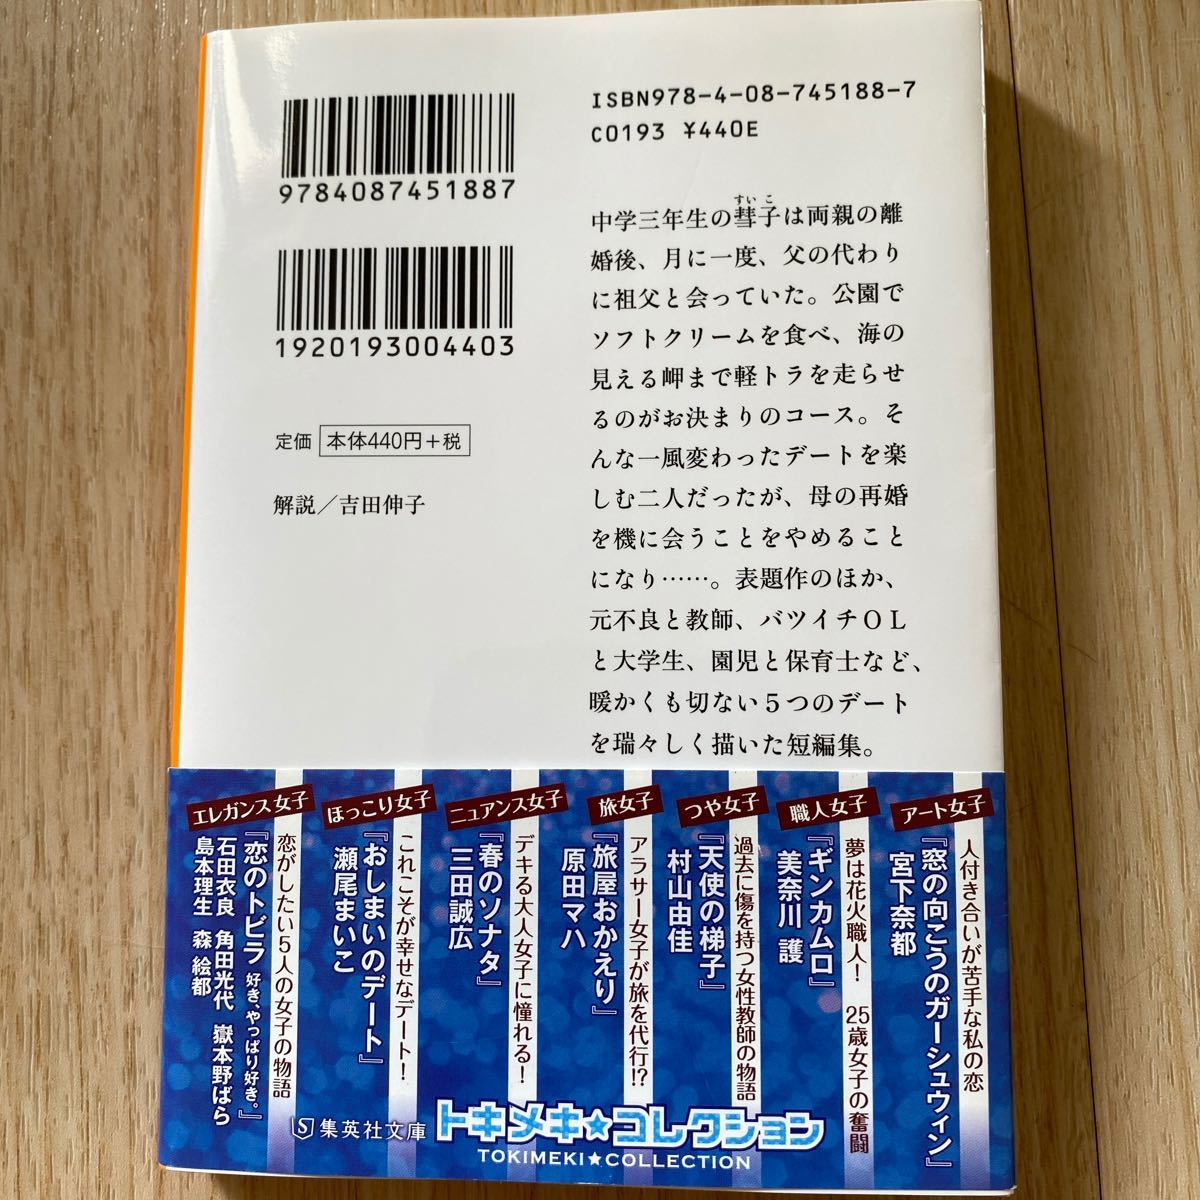 ISBN978-4-08-745188-7
C0193 ¥440E
9784087451887
1920193004403
定価 本体440円+税
解説/吉田伸子
すいこ
中学三年生の彗子は両親の離
婚後、月に一度、父の代わり
に祖父と会っていた。公園で
ソフトクリームを食べ、海の
見える岬まで軽トラを走らせ
るのがお決まりのコース。そ
んな一風変わったデートを楽
しむ二人だったが、母の再婚
を機に会うことをやめること
になり……。表題作のほか、
元不良と教師、バツイチOL
と大学生、園児と保育士など、
暖かくも切ない5つのデート
を瑞々しく描いた短編集。
アート女子
人付き合いが苦手な私の恋
『窓の向こうのガーシュウィン』
宮下奈都
職人女子
夢は花火職人! 25歳女子の奮闘
『ギンカムロ』
美奈川 護
つや女子
過去に傷を持つ女性教師の物語
『天使の梯子』
村山由佳
旅女子
アラサー女子が旅を代行!?
『旅屋おかえり』
原田マハ
ニュアンス女子
デキる大人女子に憧れる!
『春のソナタ』
三田誠広
ほっこり女子
これこそが幸せなデート!
『おしまいのデート』
瀬尾まいこ
エレガンス女子
恋がしたい5人の女子の物語
『恋のトビラ 好き、やっぱり好き。』
石田衣良 角田光代 嶽本野ばら
島本理生 森 絵都
S 集英社文庫 トキメキ☆コレクション
TOKIMEKI★COLLECTION